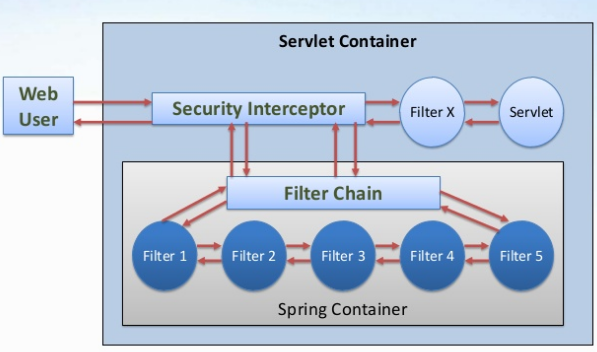 Servlet Container
Web
User
Security Interceptor
Filter X
Servlet
Filter Chain
Filter 1
Filter 2
Filter 3
Filter 4
Filter 5
Spring Container